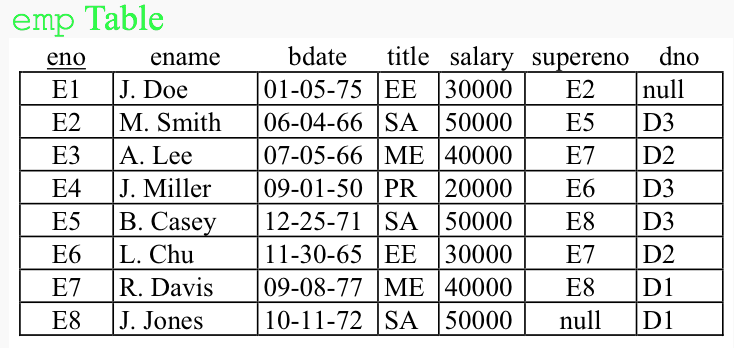 emp Table
eno ename bdate title salary supereno dno
E1 J. Doe 01-05-75 EE 30000 E2 null
E2 M. Smith 06-04-66 SA 50000 E5 D3
E3 A. Lee 07-05-66 ME 40000 E7 D2
E4 J. Miller 09-01-50 PR 20000 E6 D3
E5 B. Casey 12-25-71 SA 50000 E8 D3
E6 L. Chu 11-30-65 EE 30000 E7 D2
E7 R. Davis 09-08-77 ME 40000 E8 D1
E8 J. Jones 10-11-72 SA 50000 null D1